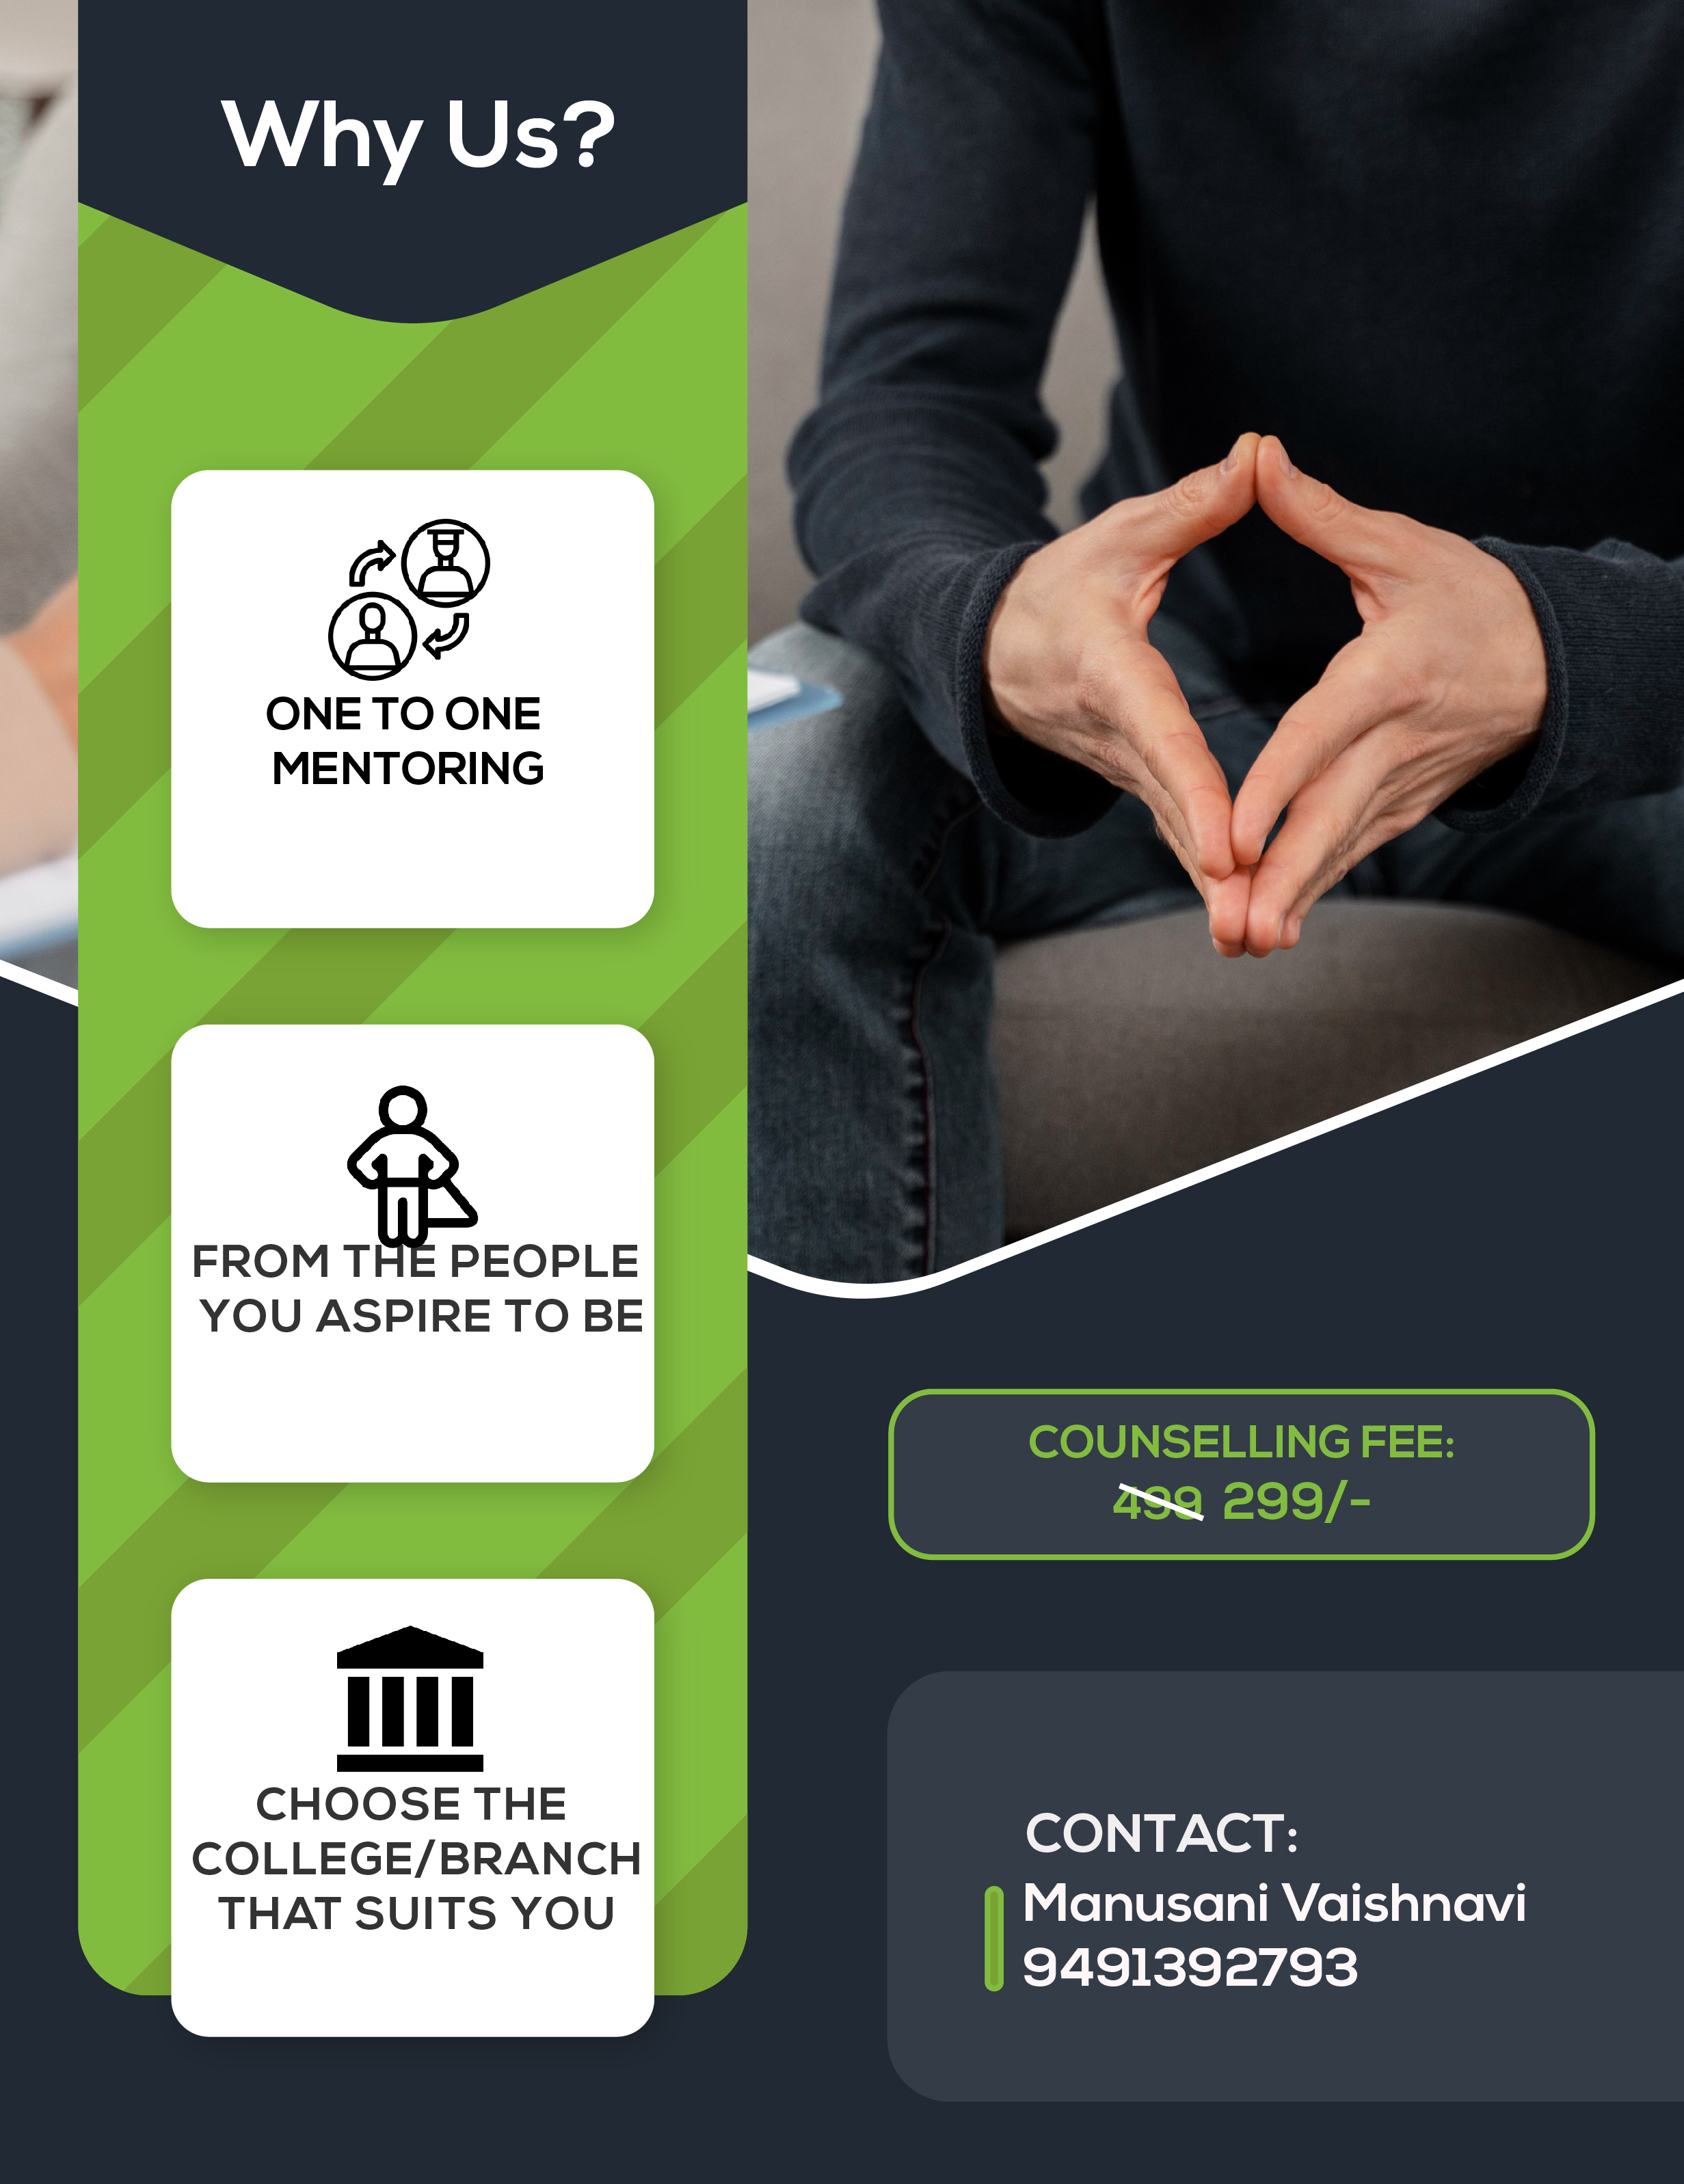 Why Us?
ONE TO ONE
MENTORING
FROM THE PEOPLE
YOU ASPIRE TO BE
CHOOSE THE
COLLEGE/BRANCH
THAT SUITS YOU
COUNSELLING FEE:
499 299/-
CONTACT:
Manusani Vaishnavi
9491392793